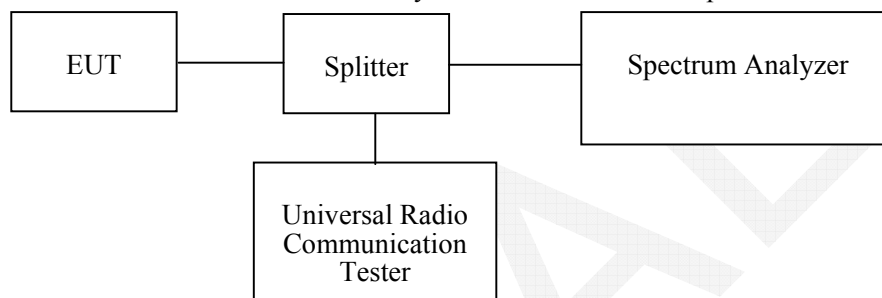 EUT
Splitter
Spectrum Analyzer
Universal Radio
Communication
Tester